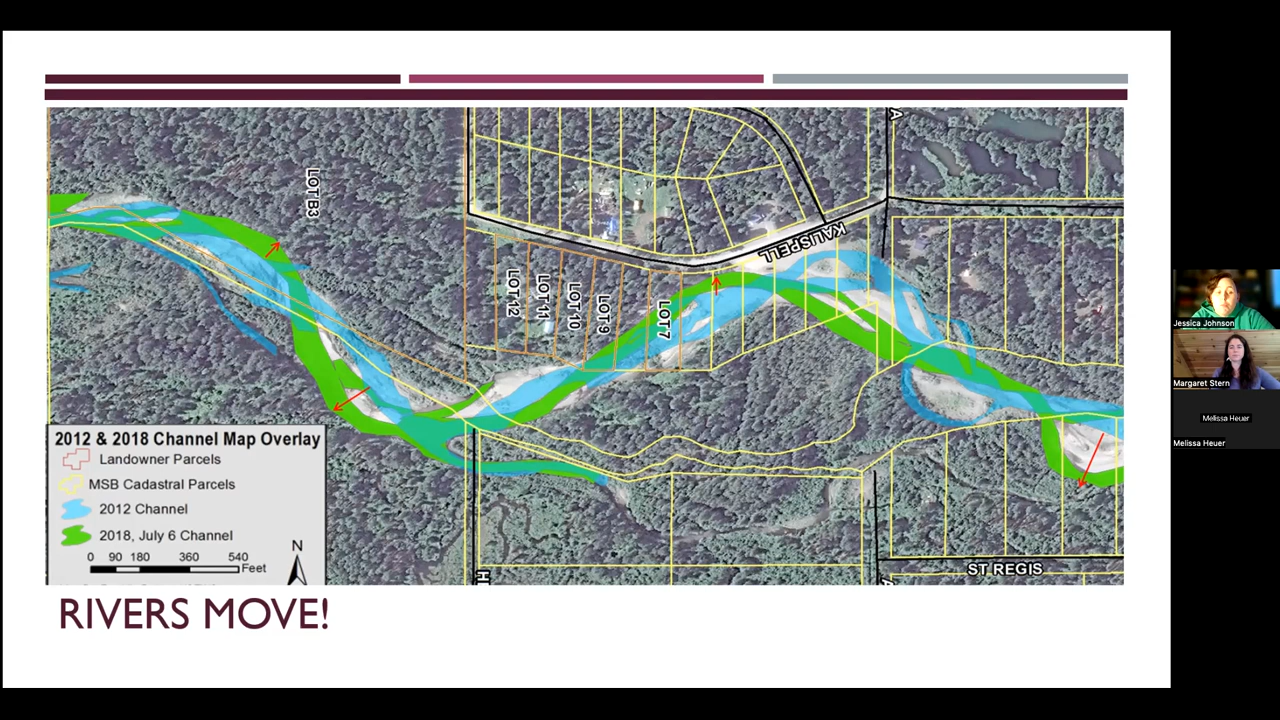 A
LOT B3
KALISPELL
LOT 12
LOT 11
LOT 10
LOT 9
LOT 7
2012 & 2018 Channel Map Overlay
Landowner Parcels
MSB Cadastral Parcels
2012 Channel
2018, July 6 Channel
0 90 180 360 540
Feet
N
ST REGIS
RIVERS MOVE!
Jessica Johnson
Margaret Stern
Melissa Heuer
Melissa Heuer